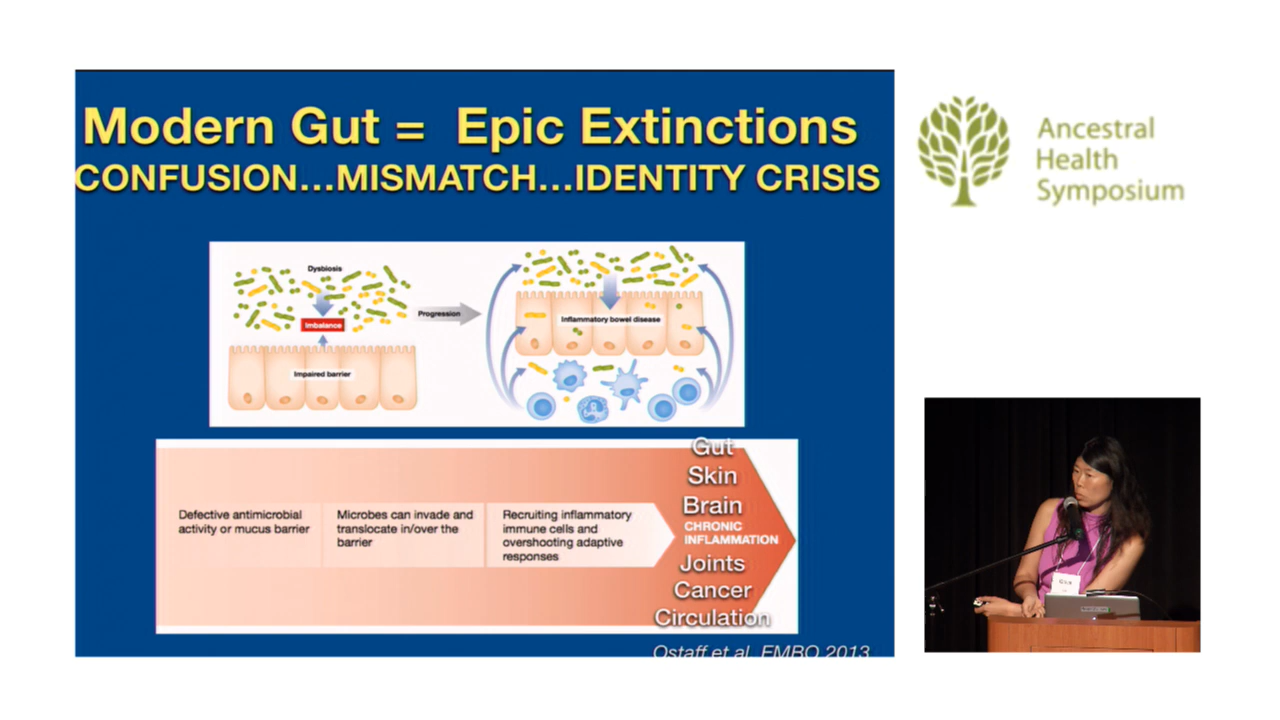 Modern Gut = Epic Extinctions
CONFUSION...MISMATCH...IDENTITY CRISIS
Dysbiosis
Imbalance
Impaired barrier
Progression
Inflammatory bowel disease
Defective antimicrobial
activity or mucus barrier
Microbes can invade and
translocate in/over the
barrier
Recruiting inflammatory
immune cells and
overshooting adaptive
responses
Gut
Skin
Brain
CHRONIC
INFLAMMATION
Joints
Cancer
Circulation
Ostaff et al. EMBO 2013
Ancestral
Health
Symposium